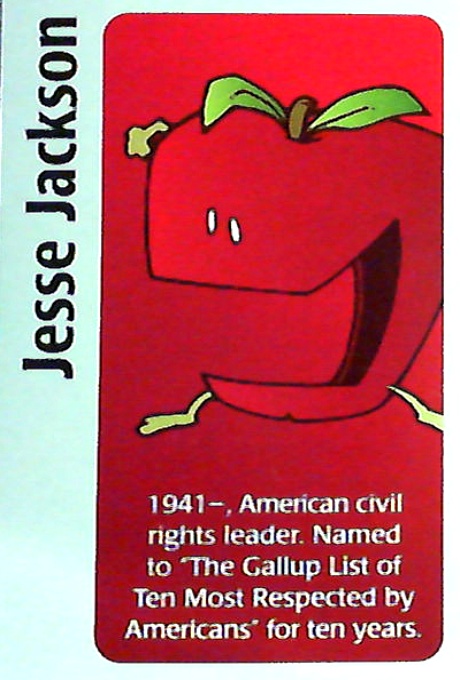 Jesse Jackson
1941–, American civil
rights leader. Named
to "The Gallup List of
Ten Most Respected by
Americans" for ten years.